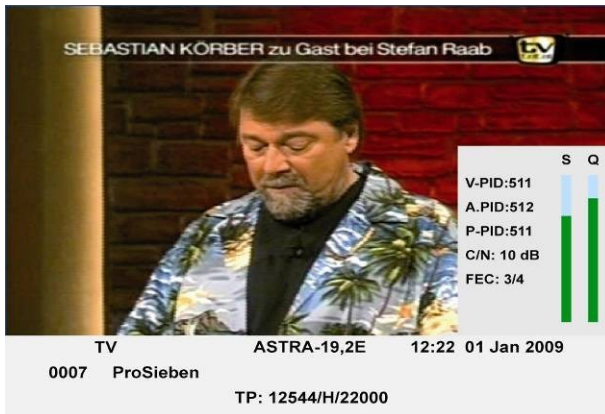 SEBASTIAN KÖRBER zu Gast bei Stefan Raab
tv
S Q
V-PID:511
A.PID:512
P-PID:511
C/N: 10 dB
FEC: 3/4
TV ASTRA-19,2E 12:22 01 Jan 2009
0007 ProSieben
TP: 12544/H/22000